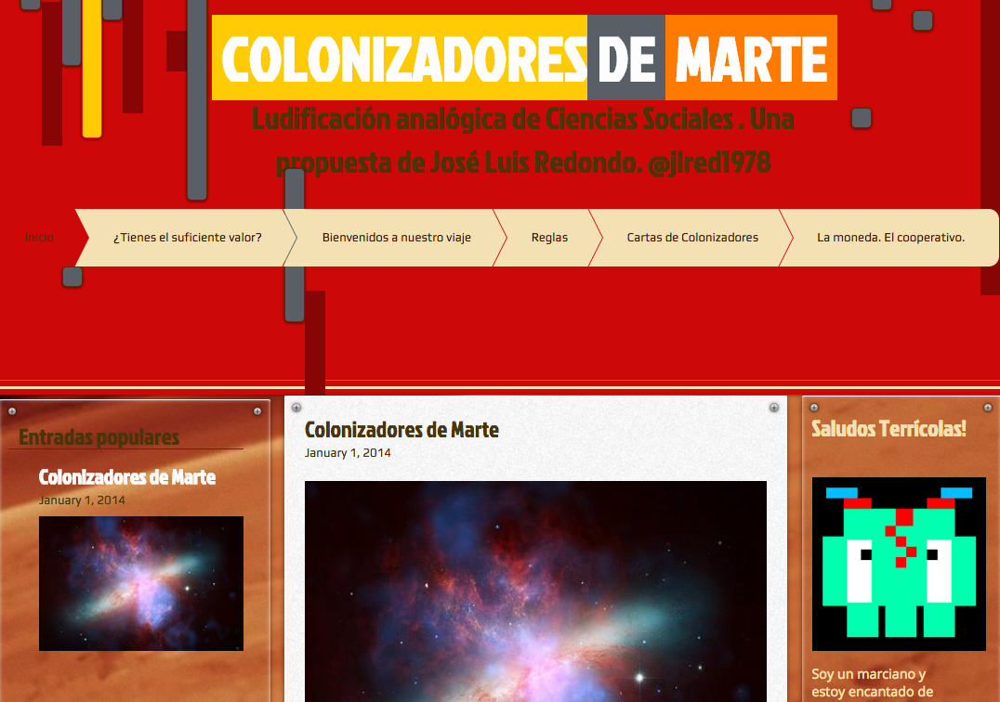 COLONIZADORES DE MARTE
Ludificación analógica de Ciencias Sociales . Una
propuesta de José Luis Redondo. @jlred1978
Inicio
¿Tienes el suficiente valor?
Bienvenidos a nuestro viaje
Reglas
Cartas de Colonizadores
La moneda. El cooperativo.
Entradas populares
Colonizadores de Marte
January 1, 2014
Colonizadores de Marte
January 1, 2014
Saludos Terrícolas!
Soy un marciano y
estoy encantado de